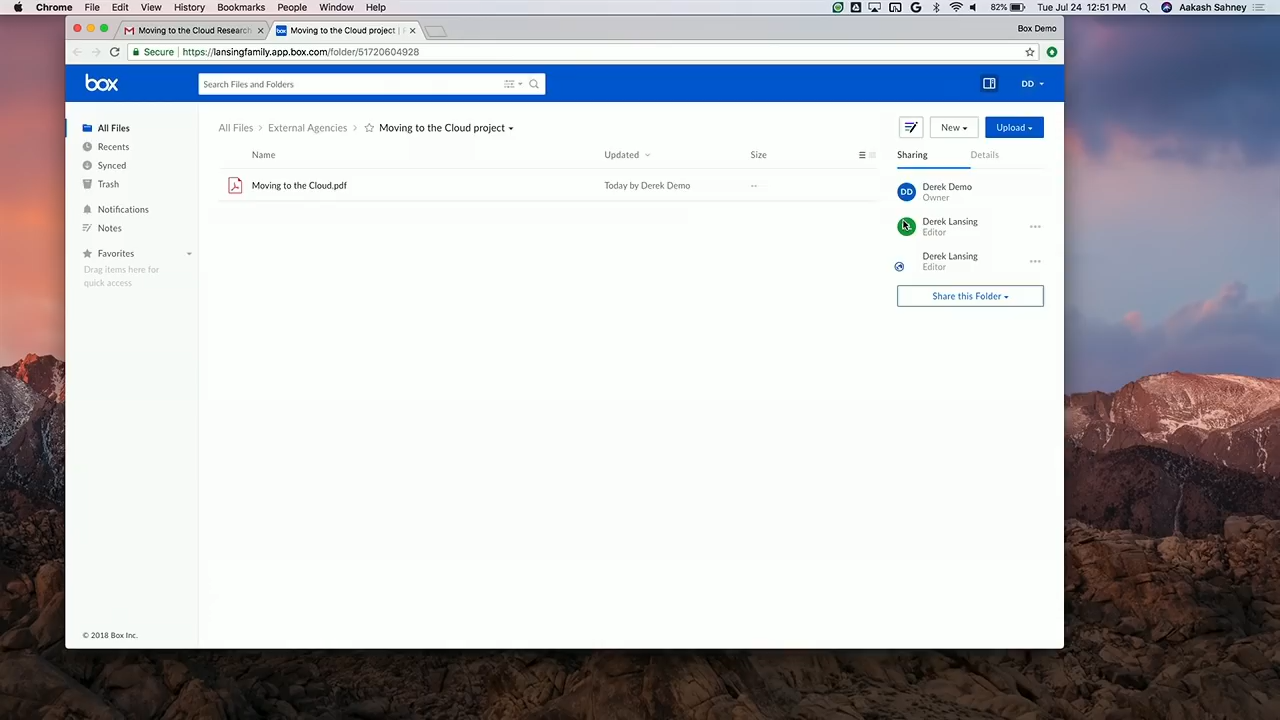 Chrome File Edit View History Bookmarks People Window Help 82% Tue Jul 24 12:51 PM Aakash Sahney
Moving to the Cloud Research Moving to the Cloud project | Box Demo
Secure https://lansingfamily.app.box.com/folder/51720604928
box Search Files and Folders DD
All Files All Files > External Agencies > Moving to the Cloud project New Upload
Recents Name Updated Size Sharing Details
Synced
Trash Moving to the Cloud.pdf Today by Derek Demo -- DD Derek Demo
Owner
Notifications
Notes Derek Lansing
Editor
Favorites Derek Lansing
Drag items here for Editor
quick access
Share this Folder
© 2018 Box Inc.